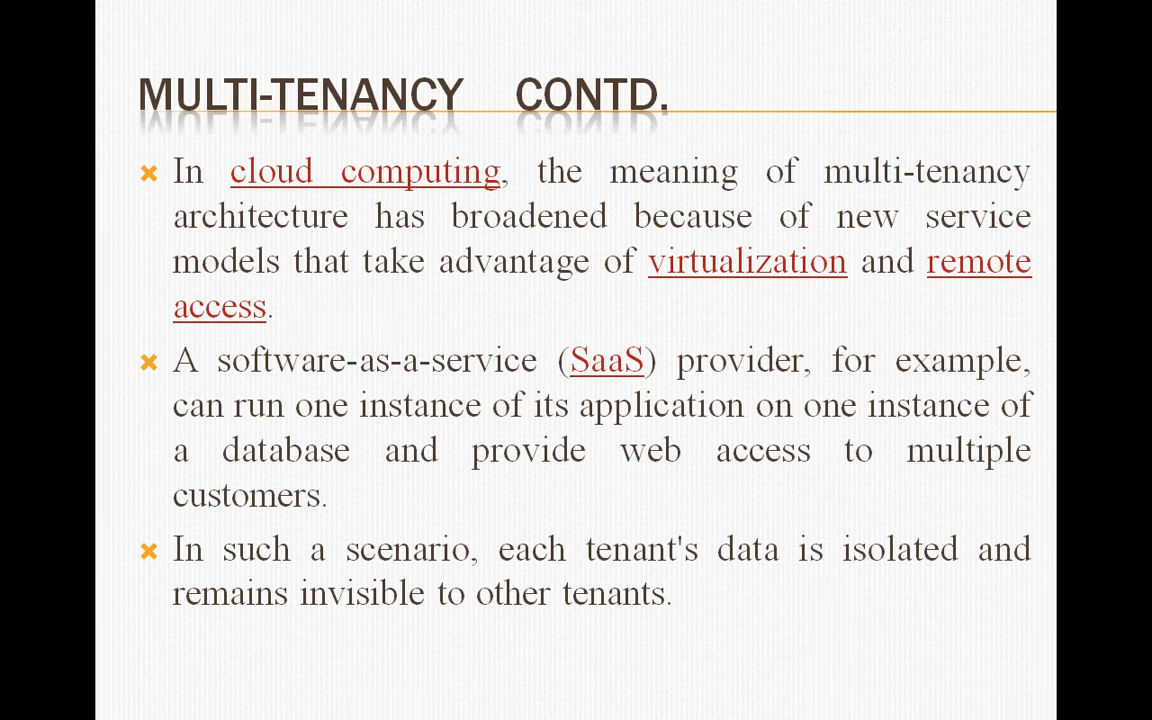 MULTI-TENANCY CONTD.
In cloud computing, the meaning of multi-tenancy
architecture has broadened because of new service
models that take advantage of virtualization and remote
access.
A software-as-a-service (SaaS) provider, for example,
can run one instance of its application on one instance of
a database and provide web access to multiple
customers.
In such a scenario, each tenant's data is isolated and
remains invisible to other tenants.